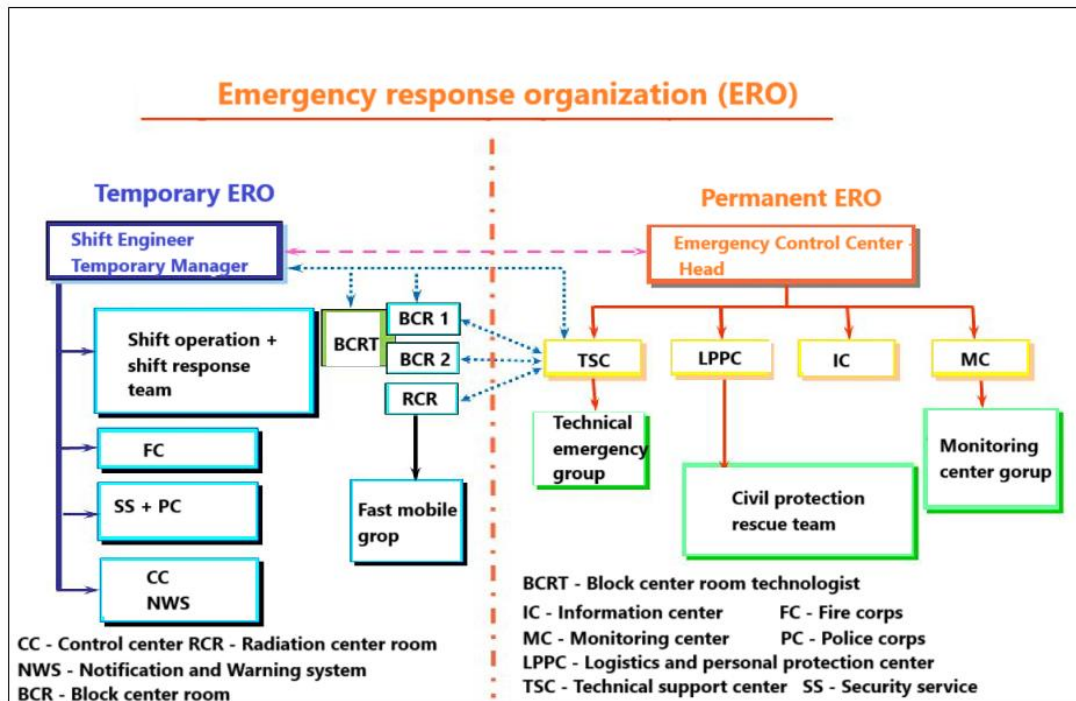 Emergency response organization (ERO)
Temporary ERO
Permanent ERO
Shift Engineer
Temporary Manager
Emergency Control Center -
Head
Shift operation +
shift response
team
BCRT
BCR 1
BCR 2
RCR
TSC
LPPC
IC
MC
FC
SS + PC
CC
NWS
Fast mobile
grop
Technical
emergency
group
Civil protection
rescue team
Monitoring
center gorup
CC - Control center RCR - Radiation center room
NWS - Notification and Warning system
BCR - Block center room
BCRT - Block center room technologist
IC - Information center FC - Fire corps
MC - Monitoring center PC - Police corps
LPPC - Logistics and personal protection center
TSC - Technical support center SS - Security service